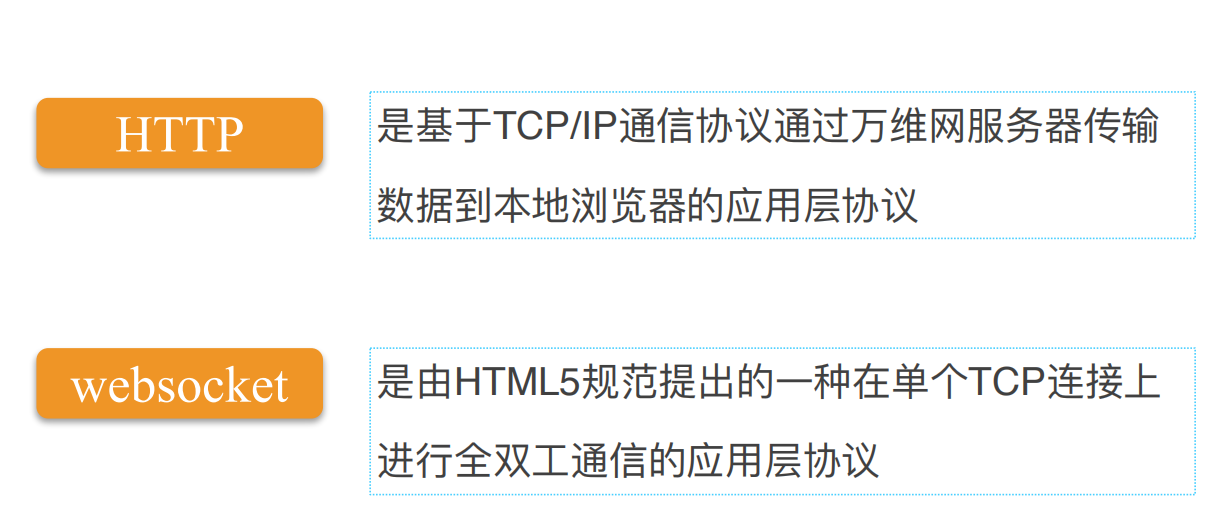 HTTP
是基于TCP/IP通信协议通过万维网服务器传输
数据到本地浏览器的应用层协议
websocket
是由HTML5规范提出的一种在单个TCP连接上
进行全双工通信的应用层协议